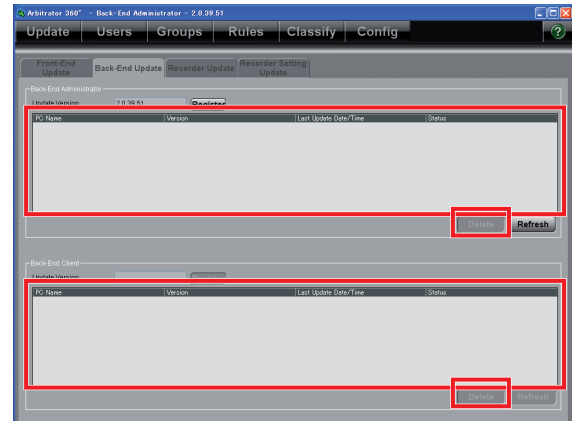 Arbitrator 360° - Back-End Administrator - 2.0.39.51
Update Users Groups Rules Classify Config ?
Front-End Update Back-End Update Recorder Update Recorder Setting Update
Back-End Administrator
Update Version 2.0.39.51 Register
PC Name Version Last Update Date/Time Status
Delete Refresh
Back-End Client
Update Version
PC Name Version Last Update Date/Time Status
Delete Refresh